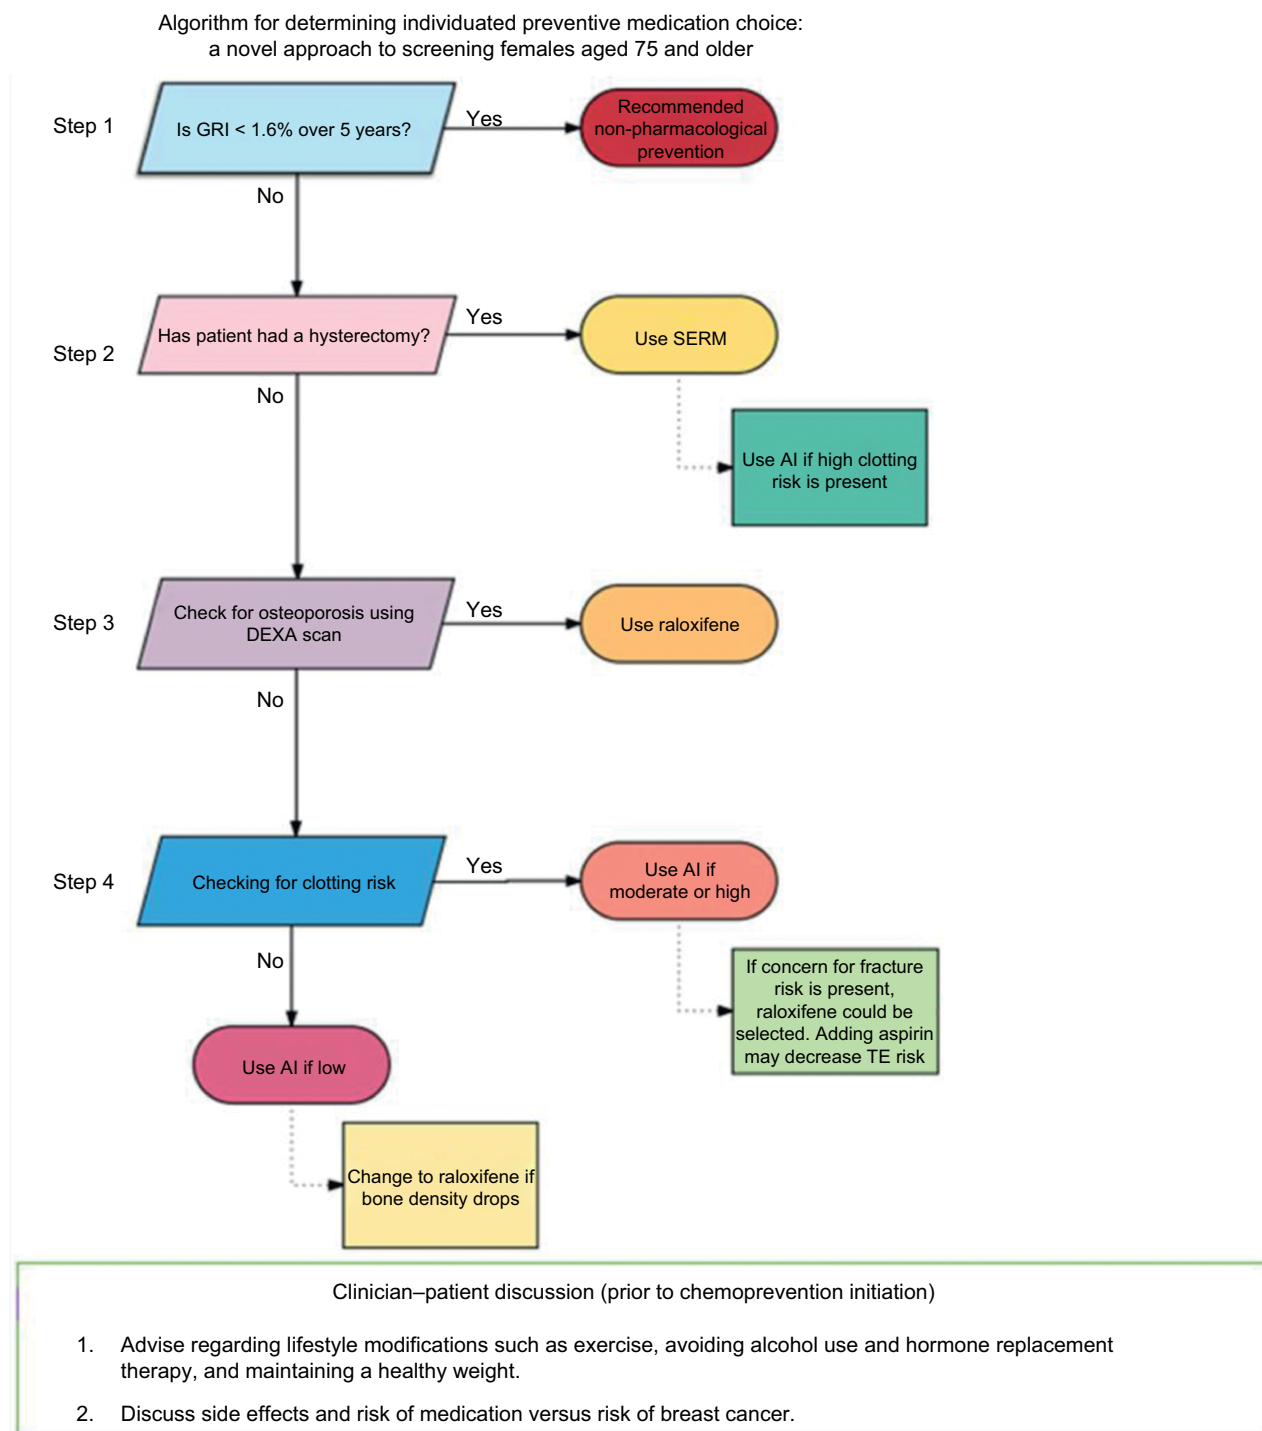 Algorithm for determining individuated preventive medication choice:
a novel approach to screening females aged 75 and older
Step 1
Is GRI < 1.6% over 5 years?
Yes
Recommended
non-pharmacological
prevention
No
Step 2
Has patient had a hysterectomy?
Yes
Use SERM
No
Use AI if high clotting
risk is present
Step 3
Check for osteoporosis using
DEXA scan
Yes
Use raloxifene
No
Step 4
Checking for clotting risk
Yes
Use AI if
moderate or high
No
If concern for fracture
risk is present,
raloxifene could be
selected. Adding aspirin
may decrease TE risk
Use AI if low
Change to raloxifene if
bone density drops
Clinician–patient discussion (prior to chemoprevention initiation)
1. Advise regarding lifestyle modifications such as exercise, avoiding alcohol use and hormone replacement
therapy, and maintaining a healthy weight.
2. Discuss side effects and risk of medication versus risk of breast cancer.